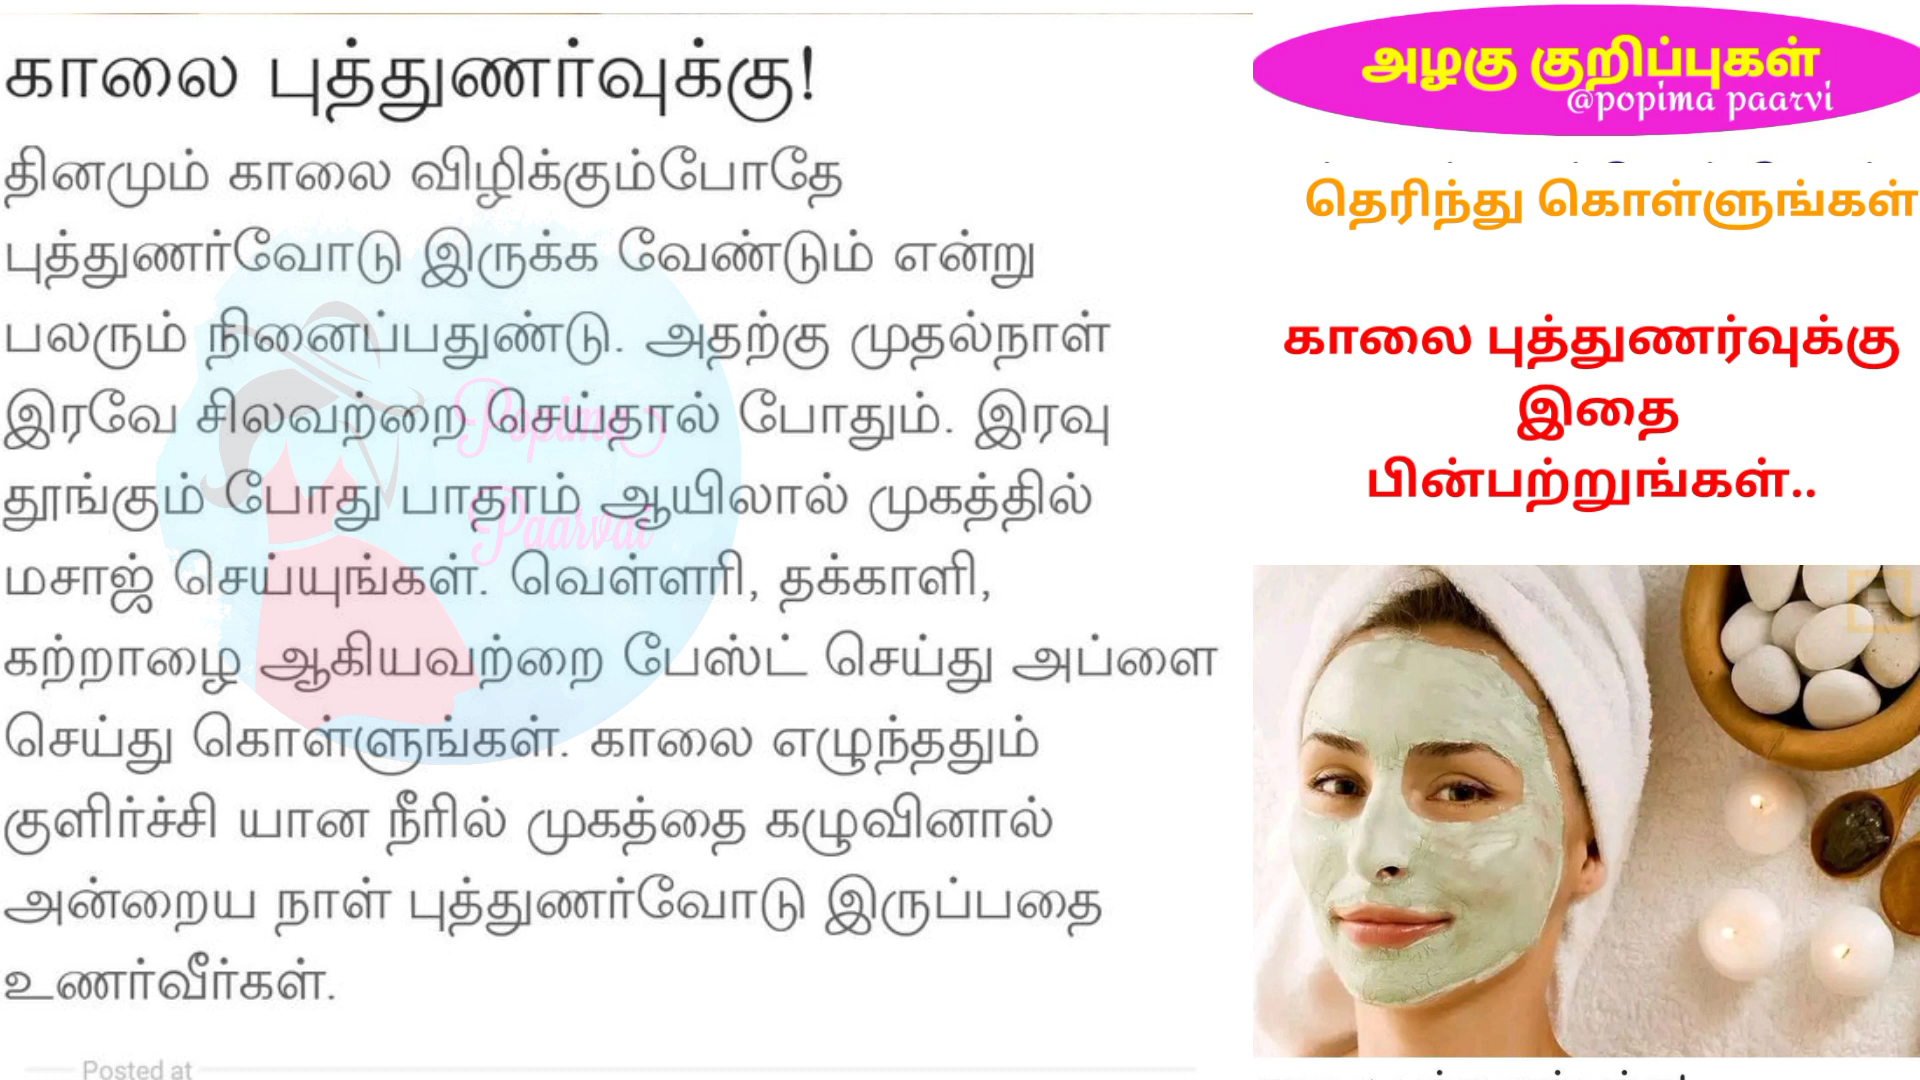 காலை புத்துணர்வுக்கு!
தினமும் காலை விழிக்கும்போதே
புத்துணர்வோடு இருக்க வேண்டும் என்று
பலரும் நினைப்பதுண்டு. அதற்கு முதல்நாள்
இரவே சிலவற்றை செய்தால் போதும். இரவு
தூங்கும் போது பாதாம் ஆயிலால் முகத்தில்
மசாஜ் செய்யுங்கள். வெள்ளரி, தக்காளி,
கற்றாழை ஆகியவற்றை பேஸ்ட் செய்து அப்ளை
செய்து கொள்ளுங்கள். காலை எழுந்ததும்
குளிர்ச்சி யான நீரில் முகத்தை கழுவினால்
அன்றைய நாள் புத்துணர்வோடு இருப்பதை
உணர்வீர்கள்.
Posted at
Popima
Paarvai
அழகு குறிப்புகள்
@popima paarvi
தெரிந்து கொள்ளுங்கள்
காலை புத்துணர்வுக்கு
இதை
பின்பற்றுங்கள்..